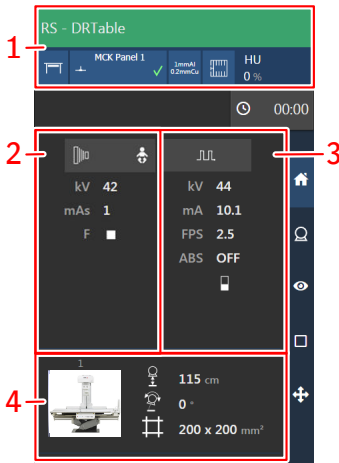 RS - DRTable
1
MCK Panel 1
1mmAl
0.2mmCu
HU
0 %
00:00
2
3
kV 42
mAs 1
F
kV 44
mA 10.1
FPS 2.5
ABS OFF
4
1
115 cm
0 °
200 x 200 mm²